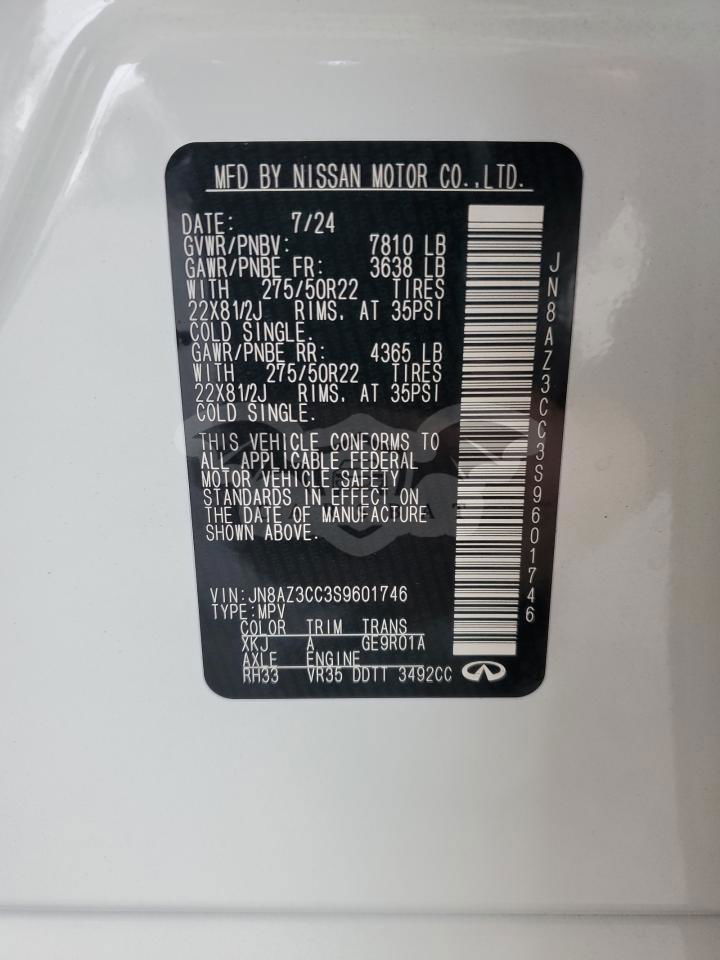 MFD BY NISSAN MOTOR CO.,LTD.
DATE: 7/24
GVWR/PNBV: 7810 LB
GAWR/PNBE FR: 3638 LB
WITH 275/50R22 TIRES
22X81/2J RIMS, AT 35PSI
COLD SINGLE.
GAWR/PNBE RR: 4365 LB
WITH 275/50R22 TIRES
22X81/2J RIMS, AT 35PSI
COLD SINGLE.
THIS VEHICLE CONFORMS TO
ALL APPLICABLE FEDERAL
MOTOR VEHICLE SAFETY
STANDARDS IN EFFECT ON
THE DATE OF MANUFACTURE
SHOWN ABOVE.
VIN:JN8AZ3CC3S9601746
TYPE:MPV
COLOR TRIM TRANS
XKJ A GE9R01A
AXLE ENGINE
RH33 VR35 DDTT 3492CC
JN8AZ3CC3S9601746